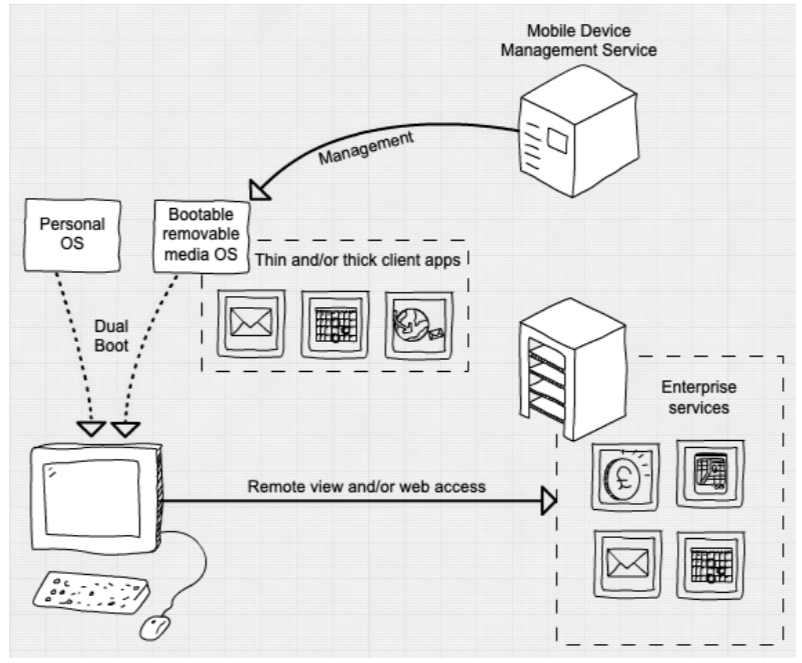 Mobile Device
Management Service
Management
Personal
OS
Bootable
removable
media OS
Thin and/or thick client apps
Dual
Boot
Enterprise
services
£
Remote view and/or web access